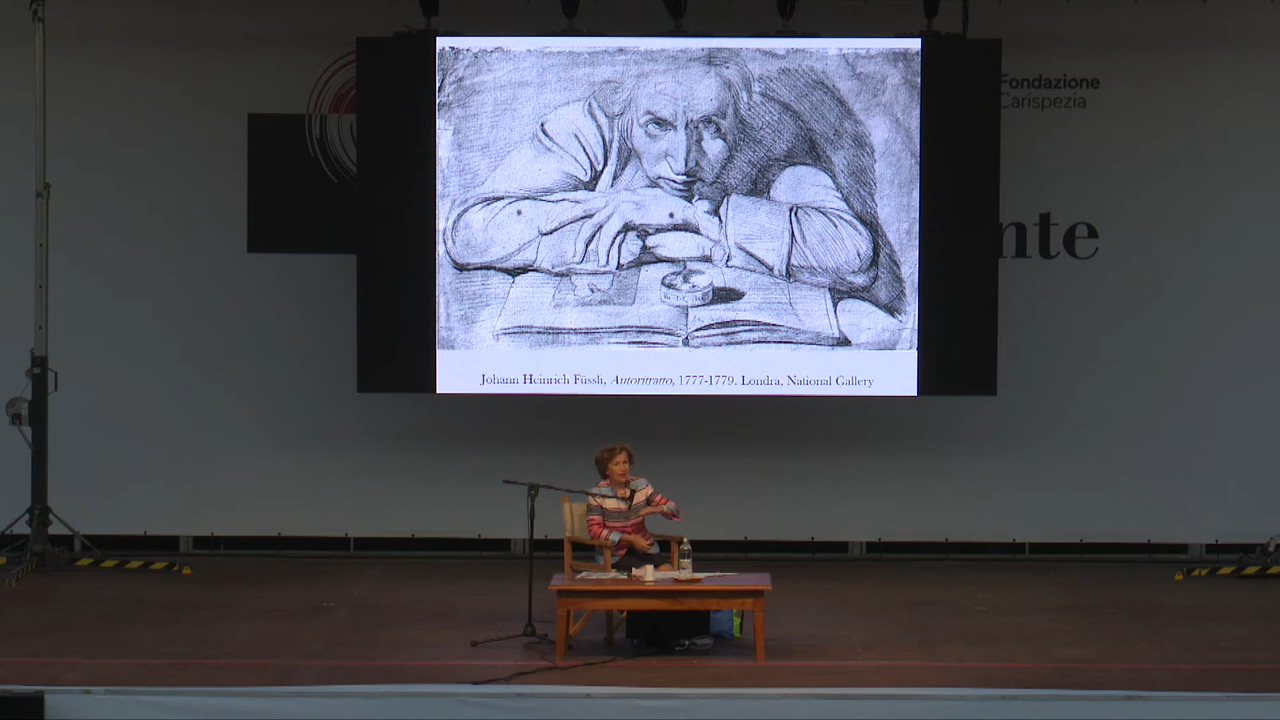 Fondazione
Carispezia
nte
Johann Heinrich Füssli, Autoritratto, 1777-1779. Londra, National Gallery